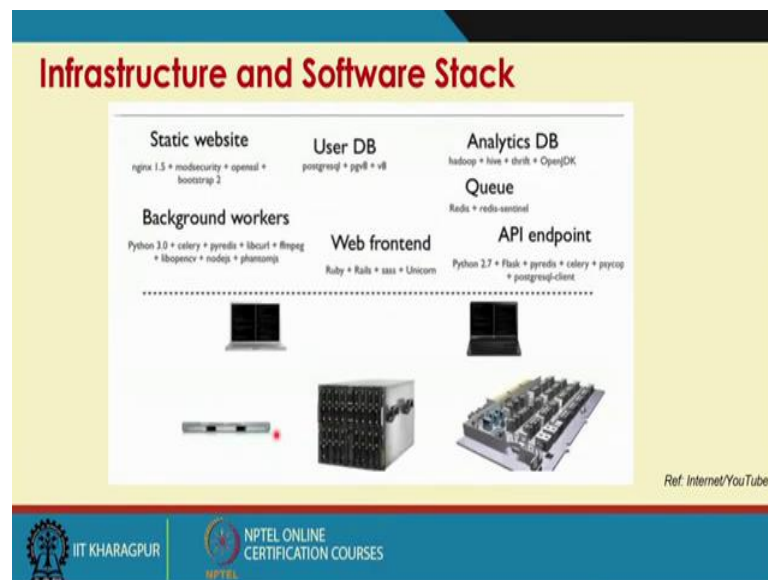 Infrastructure and Software Stack
Static website
nginx 1.5 + modsecurity + openssl +
bootstrap 2
User DB
postgresql + pgv8 + v8
Analytics DB
hadoop + hive + thrift + OpenJDK
Queue
Redis + redis-sentinel
Background workers
Python 3.0 + celery + pyredis + libcurl + ffmpeg
+ libopencv + nodejs + phantomjs
Web frontend
Ruby + Rails + sass + Unicorn
API endpoint
Python 2.7 + Flask + pyredis + celery + psycop
+ postgresql-client
Ref: Internet/YouTube
IIT KHARAGPUR
NPTEL ONLINE
CERTIFICATION COURSES
NPTEL